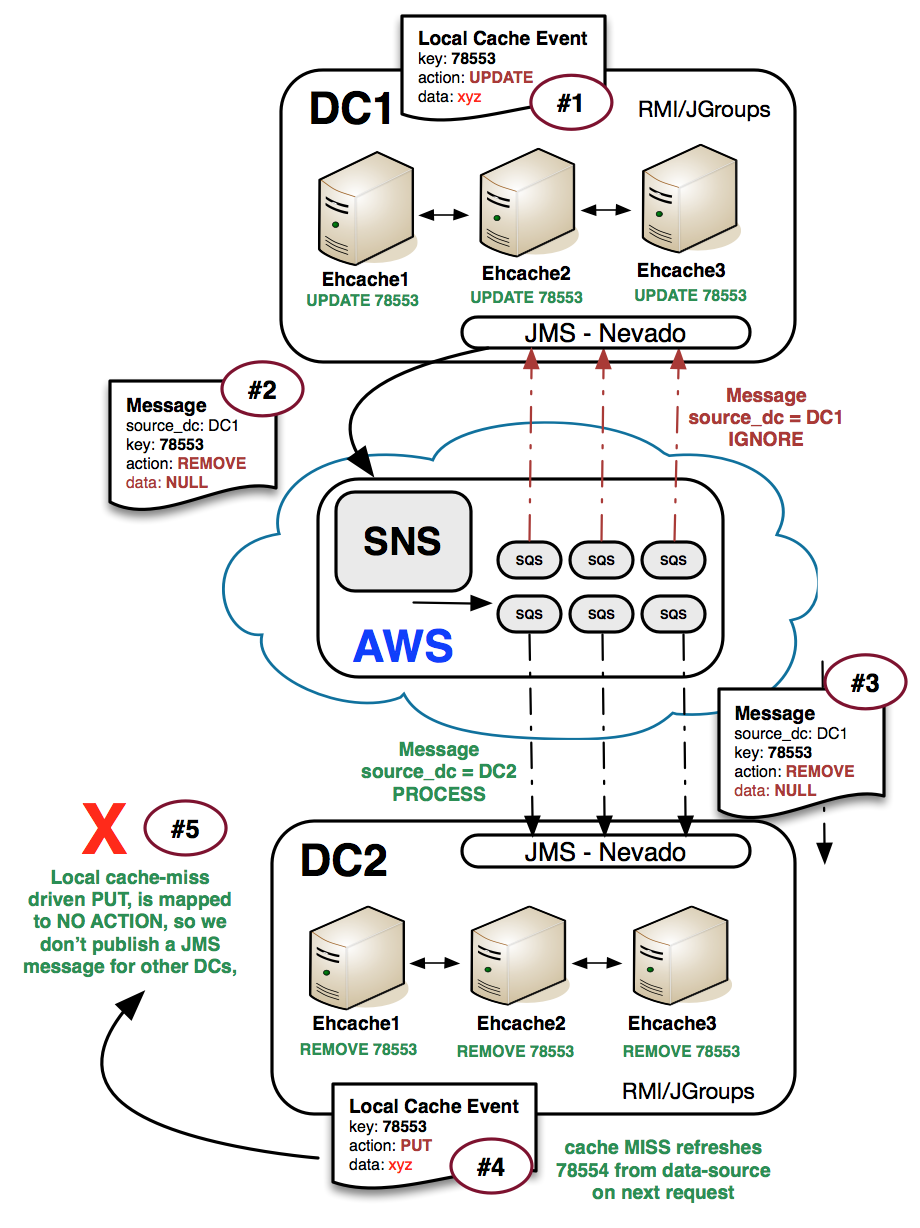 Local Cache Event
key: 78553
action: UPDATE
data: xyz
#1
DC1
RMI/JGroups
Ehcache1
UPDATE 78553
Ehcache2
UPDATE 78553
Ehcache3
UPDATE 78553
JMS - Nevado
#2
Message
source_dc: DC1
key: 78553
action: REMOVE
data: NULL
Message
source_dc = DC1
IGNORE
SNS
AWS
SQS
SQS
SQS
SQS
SQS
SQS
#3
Message
source_dc: DC1
key: 78553
action: REMOVE
data: NULL
Message
source_dc = DC2
PROCESS
X
#5
Local cache-miss
driven PUT, is mapped
to NO ACTION, so we
don't publish a JMS
message for other DCs,
DC2
JMS - Nevado
Ehcache1
REMOVE 78553
Ehcache2
REMOVE 78553
Ehcache3
REMOVE 78553
RMI/JGroups
Local Cache Event
key: 78553
action: PUT
data: xyz
#4
cache MISS refreshes
78554 from data-source
on next request